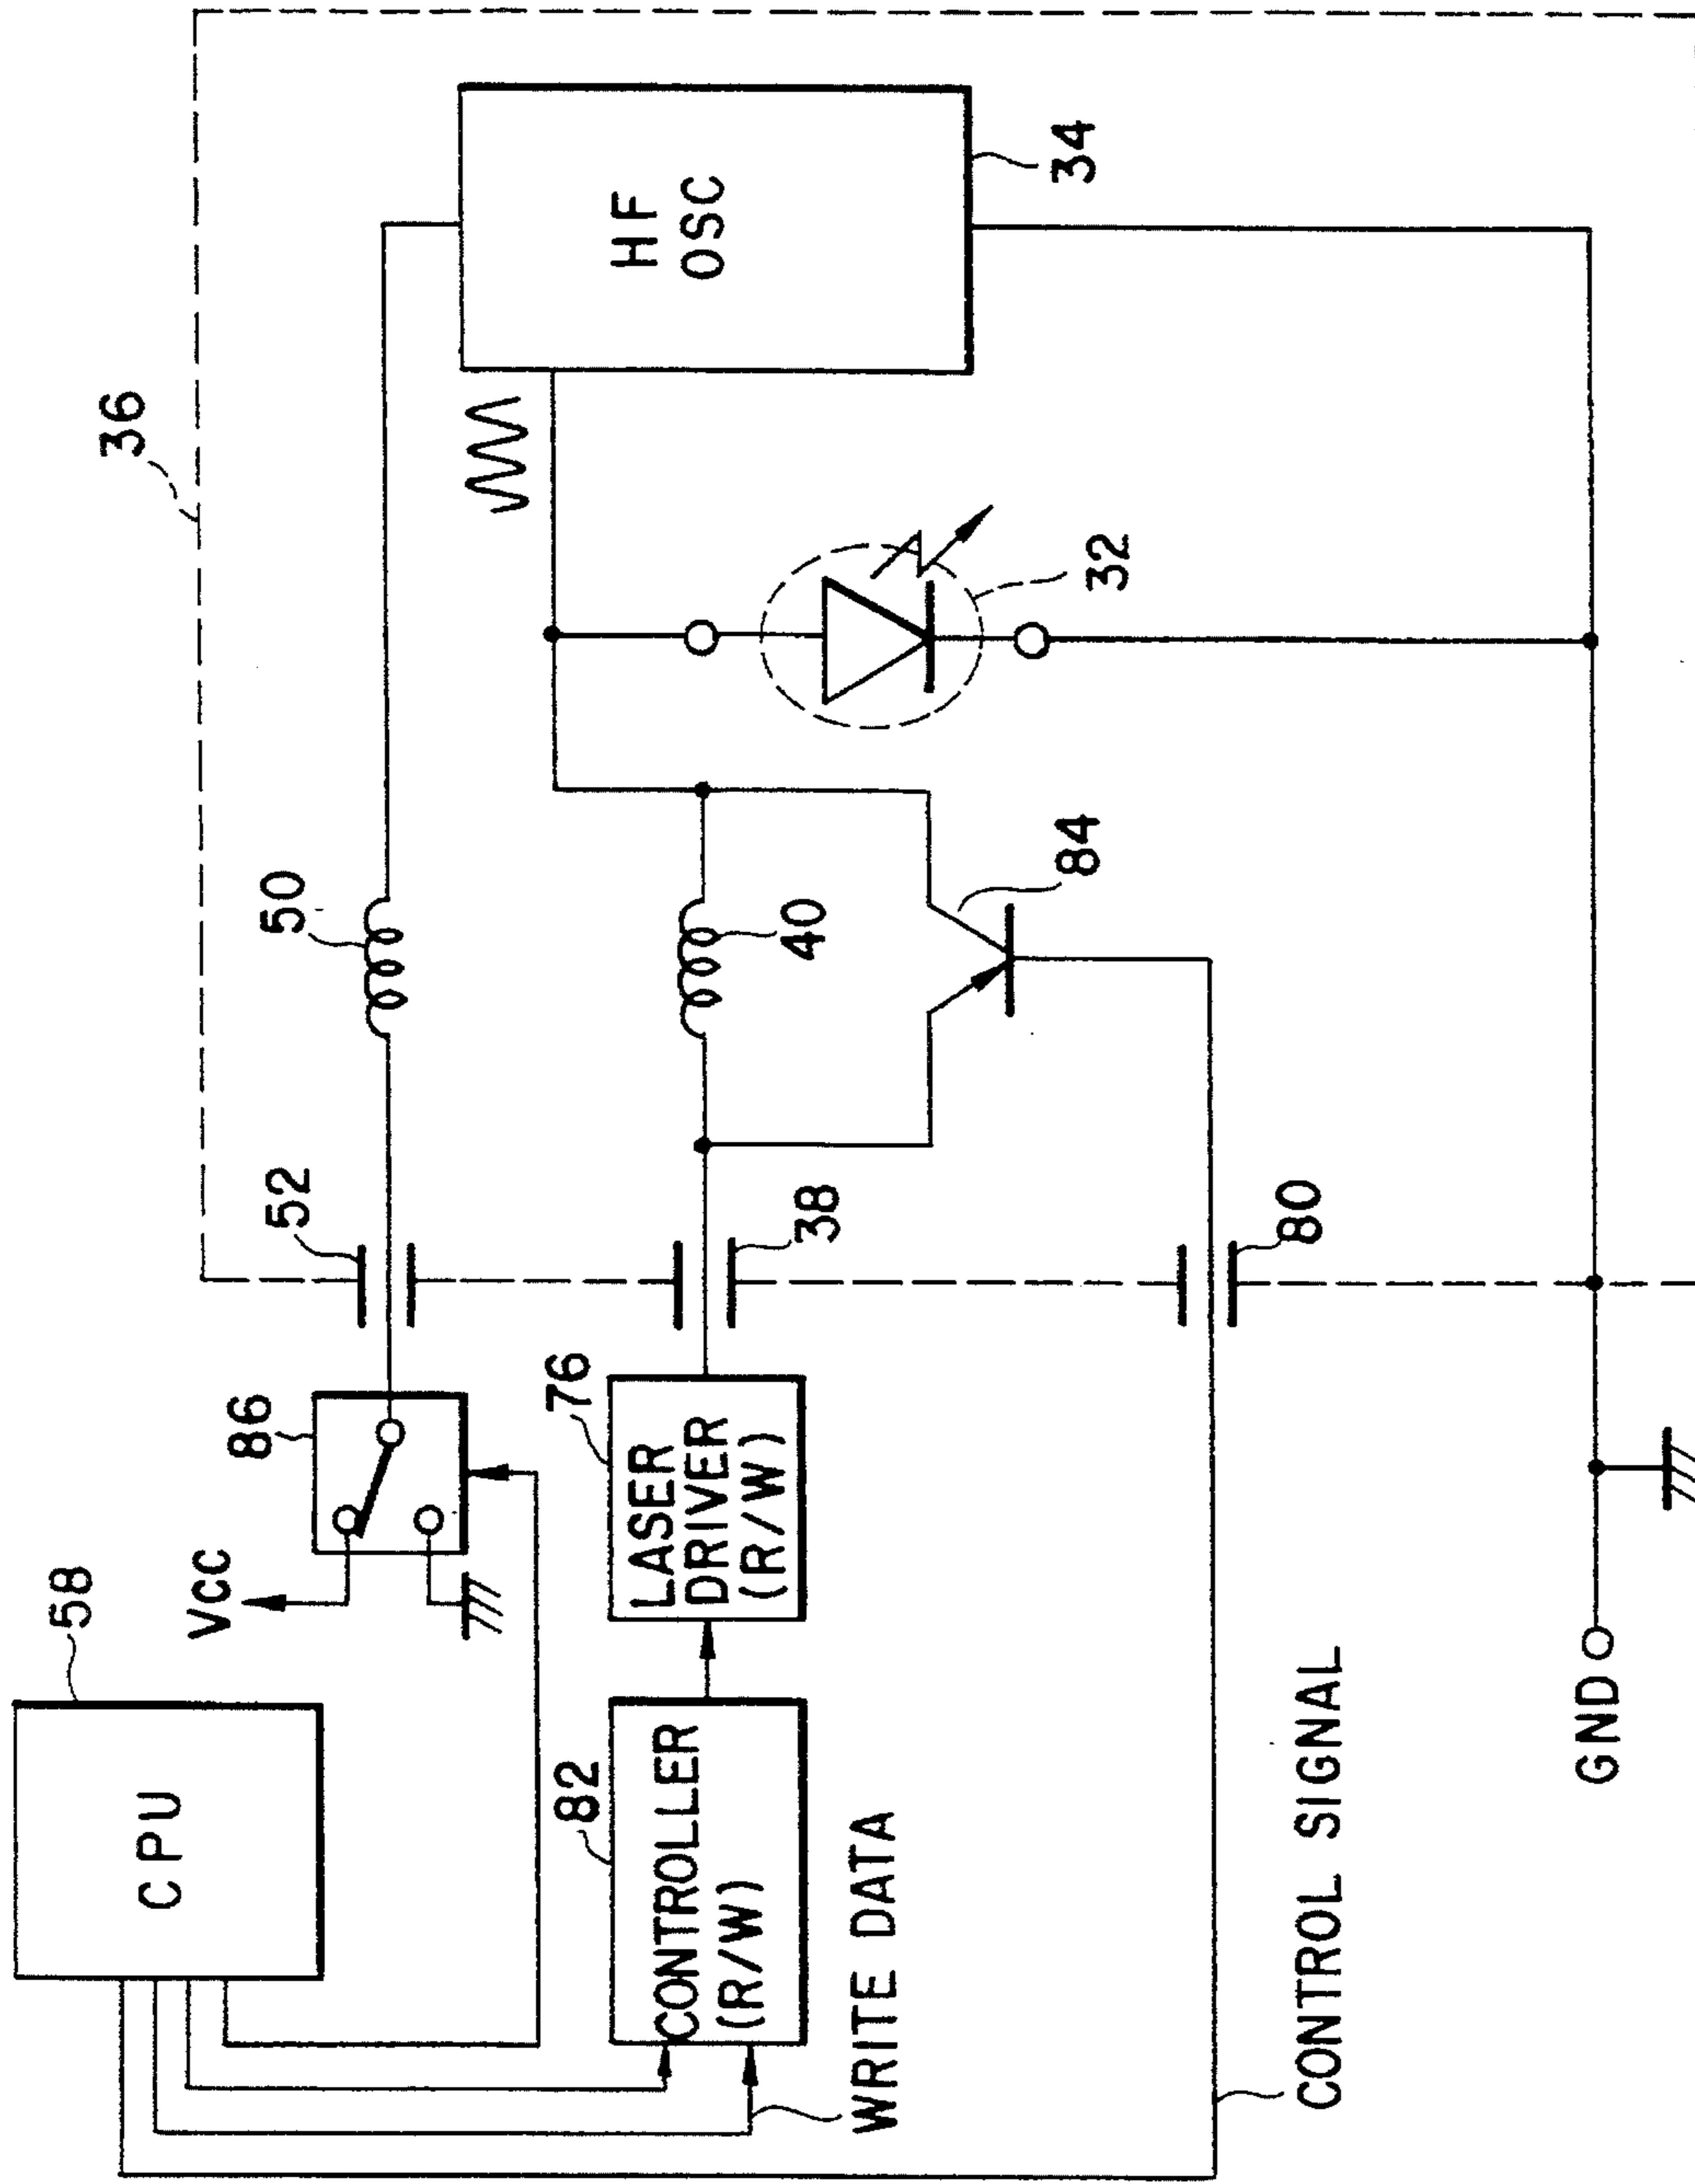 36
HF
OSC
34
32
50
40
84
52
38
80
86
76
LASER
DRIVER
(R/W)
Vcc
58
CPU
82
CONTROLLER
(R/W)
WRITE DATA
CONTROL SIGNAL
GND